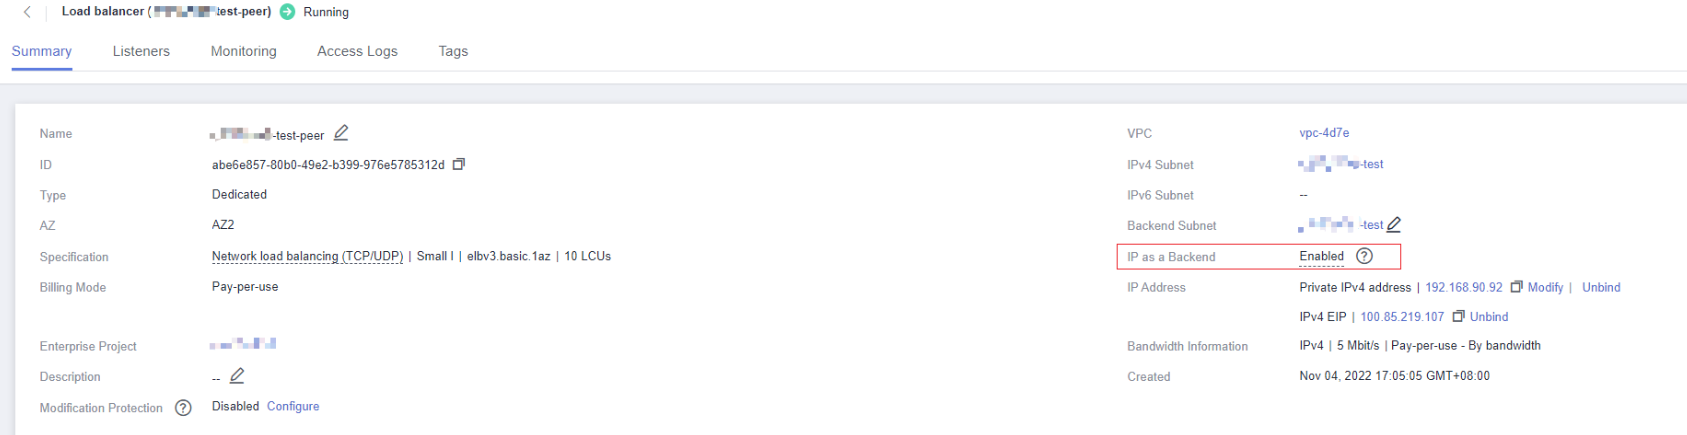 Load balancer ( test-peer) Running
Summary Listeners Monitoring Access Logs Tags
Name -test-peer
ID abe6e857-80b0-49e2-b399-976e5785312d
Type Dedicated
AZ AZ2
Specification Network load balancing (TCP/UDP) | Small I | elbv3.basic.1az | 10 LCUs
Billing Mode Pay-per-use
Enterprise Project
Description --
Modification Protection ? Disabled Configure
VPC vpc-4d7e
IPv4 Subnet -test
IPv6 Subnet --
Backend Subnet -test
IP as a Backend Enabled ?
IP Address Private IPv4 address | 192.168.90.92 Modify | Unbind
IPv4 EIP | 100.85.219.107 Unbind
Bandwidth Information IPv4 | 5 Mbit/s | Pay-per-use - By bandwidth
Created Nov 04, 2022 17:05:05 GMT+08:00